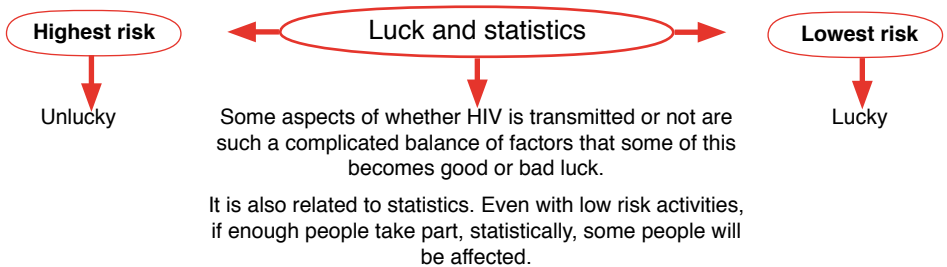 Highest risk
Luck and statistics
Lowest risk
Unlucky
Some aspects of whether HIV is transmitted or not are
such a complicated balance of factors that some of this
becomes good or bad luck.
It is also related to statistics. Even with low risk activities,
if enough people take part, statistically, some people will
be affected.
Lucky